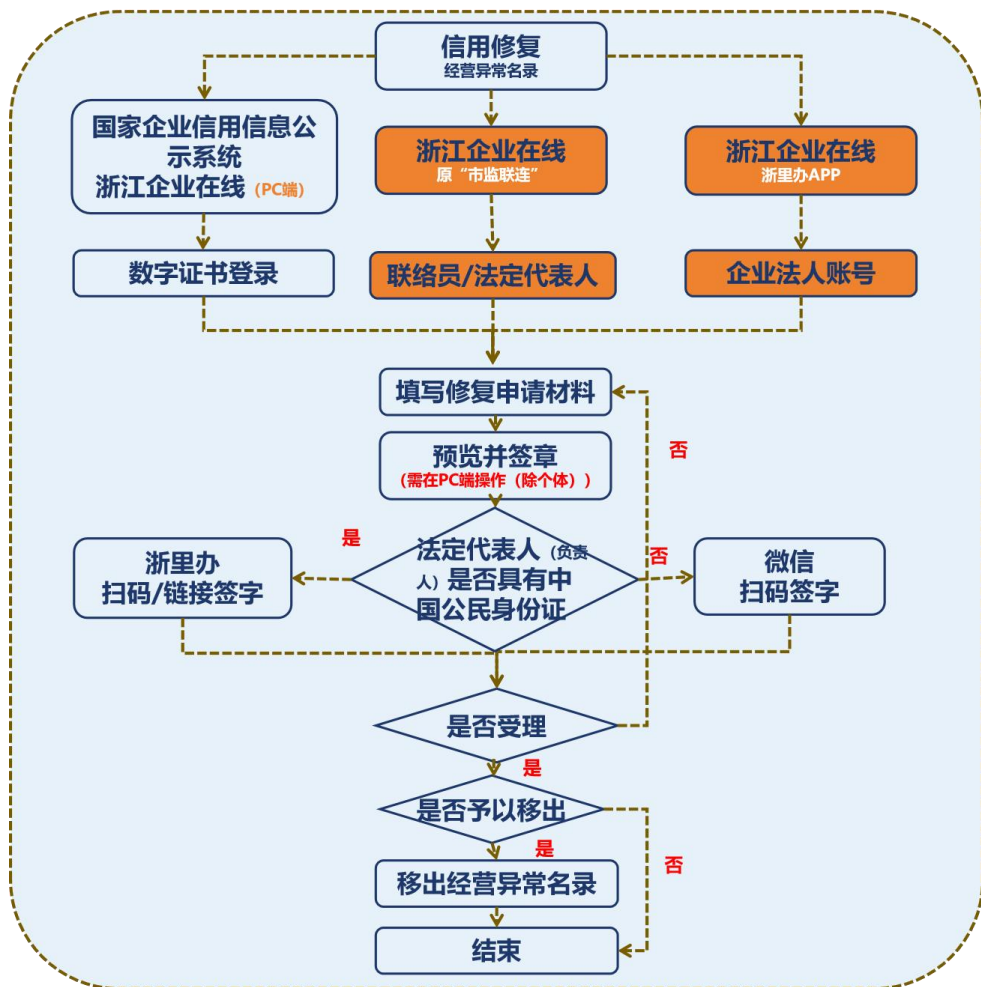 信用修复
经营异常名录
国家企业信用信息公
示系统
浙江企业在线（PC端）
浙江企业在线
原“市监联连”
浙江企业在线
浙里办APP
数字证书登录
联络员/法定代表人
企业法人账号
填写修复申请材料
预览并签章
（需在PC端操作（除个体））
否
是
法定代表人（负责
人）是否具有中
国公民身份证
否
浙里办
扫码/链接签字
微信
扫码签字
是否受理
是
是否予以移出
是
否
移出经营异常名录
结束